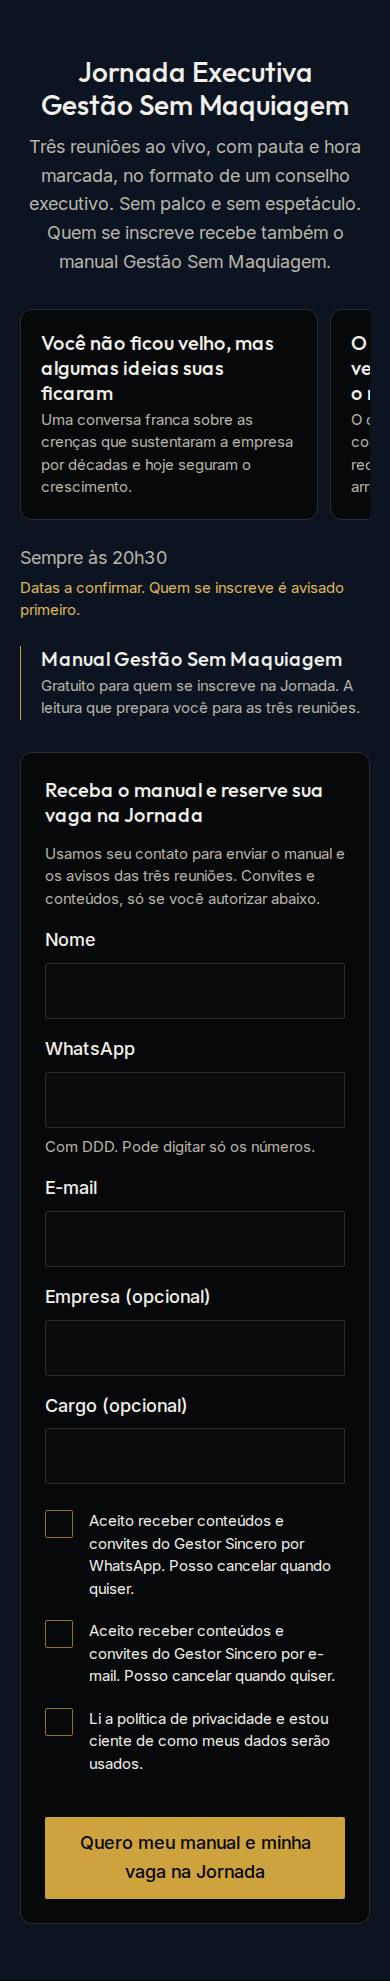 Jornada Executiva
Gestão Sem Maquiagem
Três reuniões ao vivo, com pauta e hora
marcada, no formato de um conselho
executivo. Sem palco e sem espetáculo.
Quem se inscreve recebe também o
manual Gestão Sem Maquiagem.
Você não ficou velho, mas
algumas ideias suas
ficaram
Uma conversa franca sobre as
crenças que sustentaram a empresa
por décadas e hoje seguram o
crescimento.
O
Sempre às 20h30
Datas a confirmar. Quem se inscreve é avisado
primeiro.
Manual Gestão Sem Maquiagem
Gratuito para quem se inscreve na Jornada. A
leitura que prepara você para as três reuniões.
Receba o manual e reserve sua
vaga na Jornada
Usamos seu contato para enviar o manual e
os avisos das três reuniões. Convites e
conteúdos, só se você autorizar abaixo.
Nome
WhatsApp
Com DDD. Pode digitar só os números.
E-mail
Empresa (opcional)
Cargo (opcional)
Aceito receber conteúdos e
convites do Gestor Sincero por
WhatsApp. Posso cancelar quando
quiser.
Aceito receber conteúdos e
convites do Gestor Sincero por e-
mail. Posso cancelar quando quiser.
Li a política de privacidade e estou
ciente de como meus dados serão
usados.
Quero meu manual e minha
vaga na Jornada